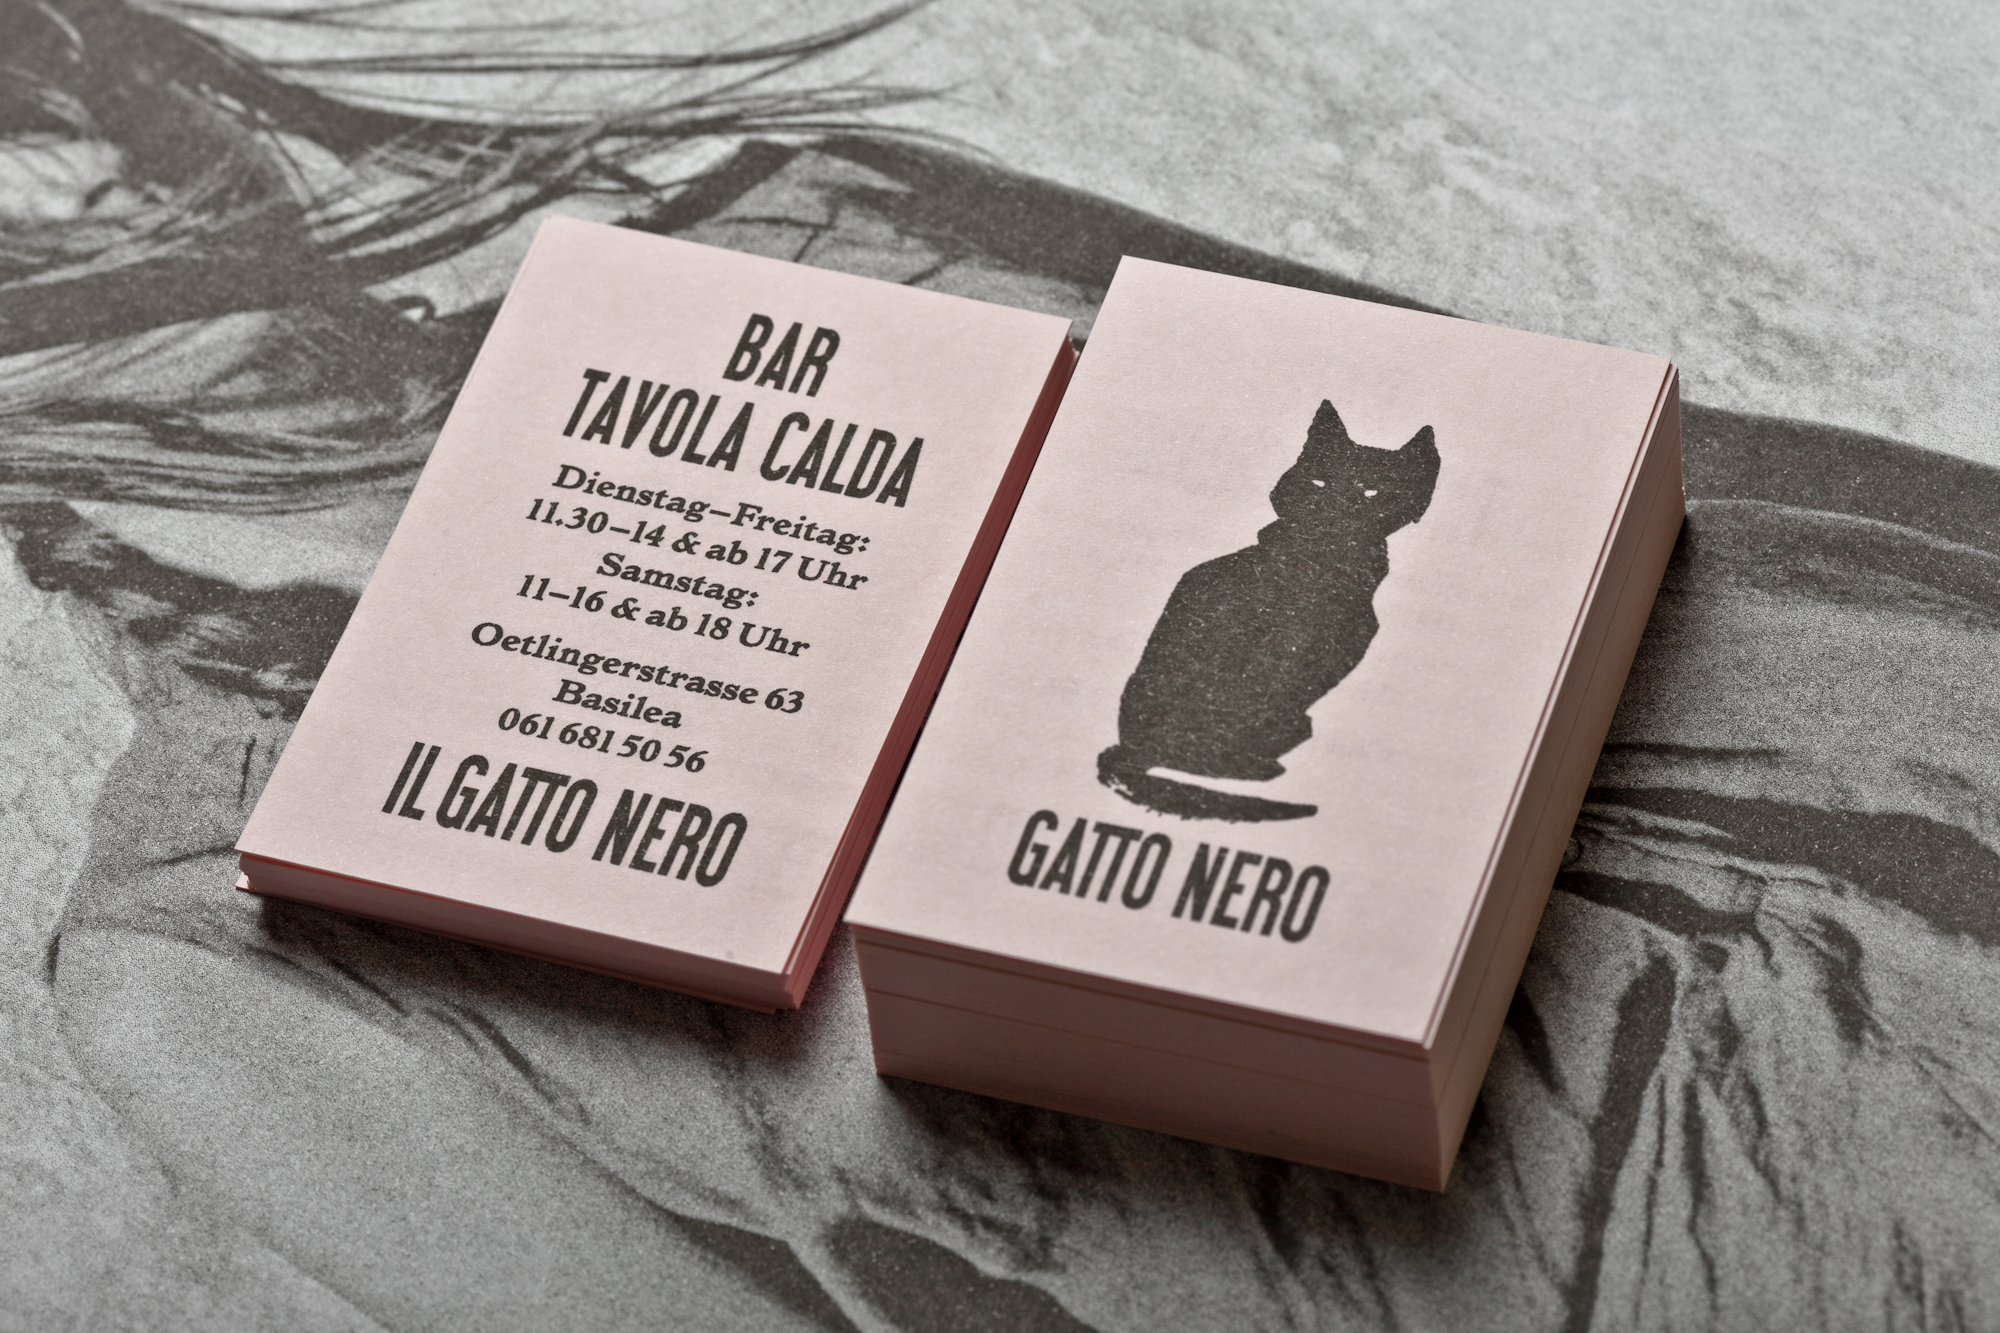 BAR
TAVOLA CALDA
Dienstag–Freitag:
11.30–14 & ab 17 Uhr
Samstag:
11–16 & ab 18 Uhr
Oetlingerstrasse 63
Basilea
061 681 50 56
IL GATTO NERO
GATTO NERO